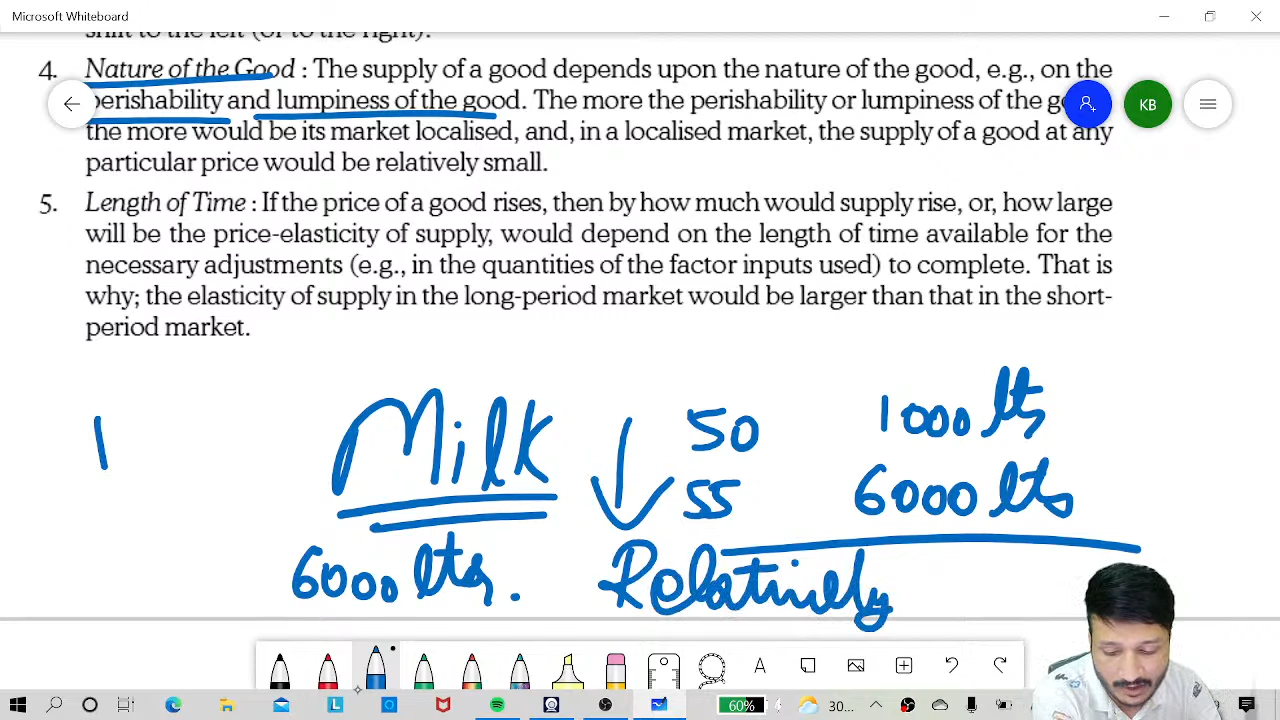 Microsoft Whiteboard
shift to the left (or to the right).
4. Nature of the Good : The supply of a good depends upon the nature of the good, e.g., on the
perishability and lumpiness of the good. The more the perishability or lumpiness of the
the more would be its market localised, and, in a localised market, the supply of a good at any
particular price would be relatively small.
KB
5. Length of Time : If the price of a good rises, then by how much would supply rise, or, how large
will be the price-elasticity of supply, would depend on the length of time available for the
necessary adjustments (e.g., in the quantities of the factor inputs used) to complete. That is
why; the elasticity of supply in the long-period market would be larger than that in the short-
period market.
1 Milk 50 1000 lts
55 6000 lts
6000 lts. Relatively
A
60% 30...